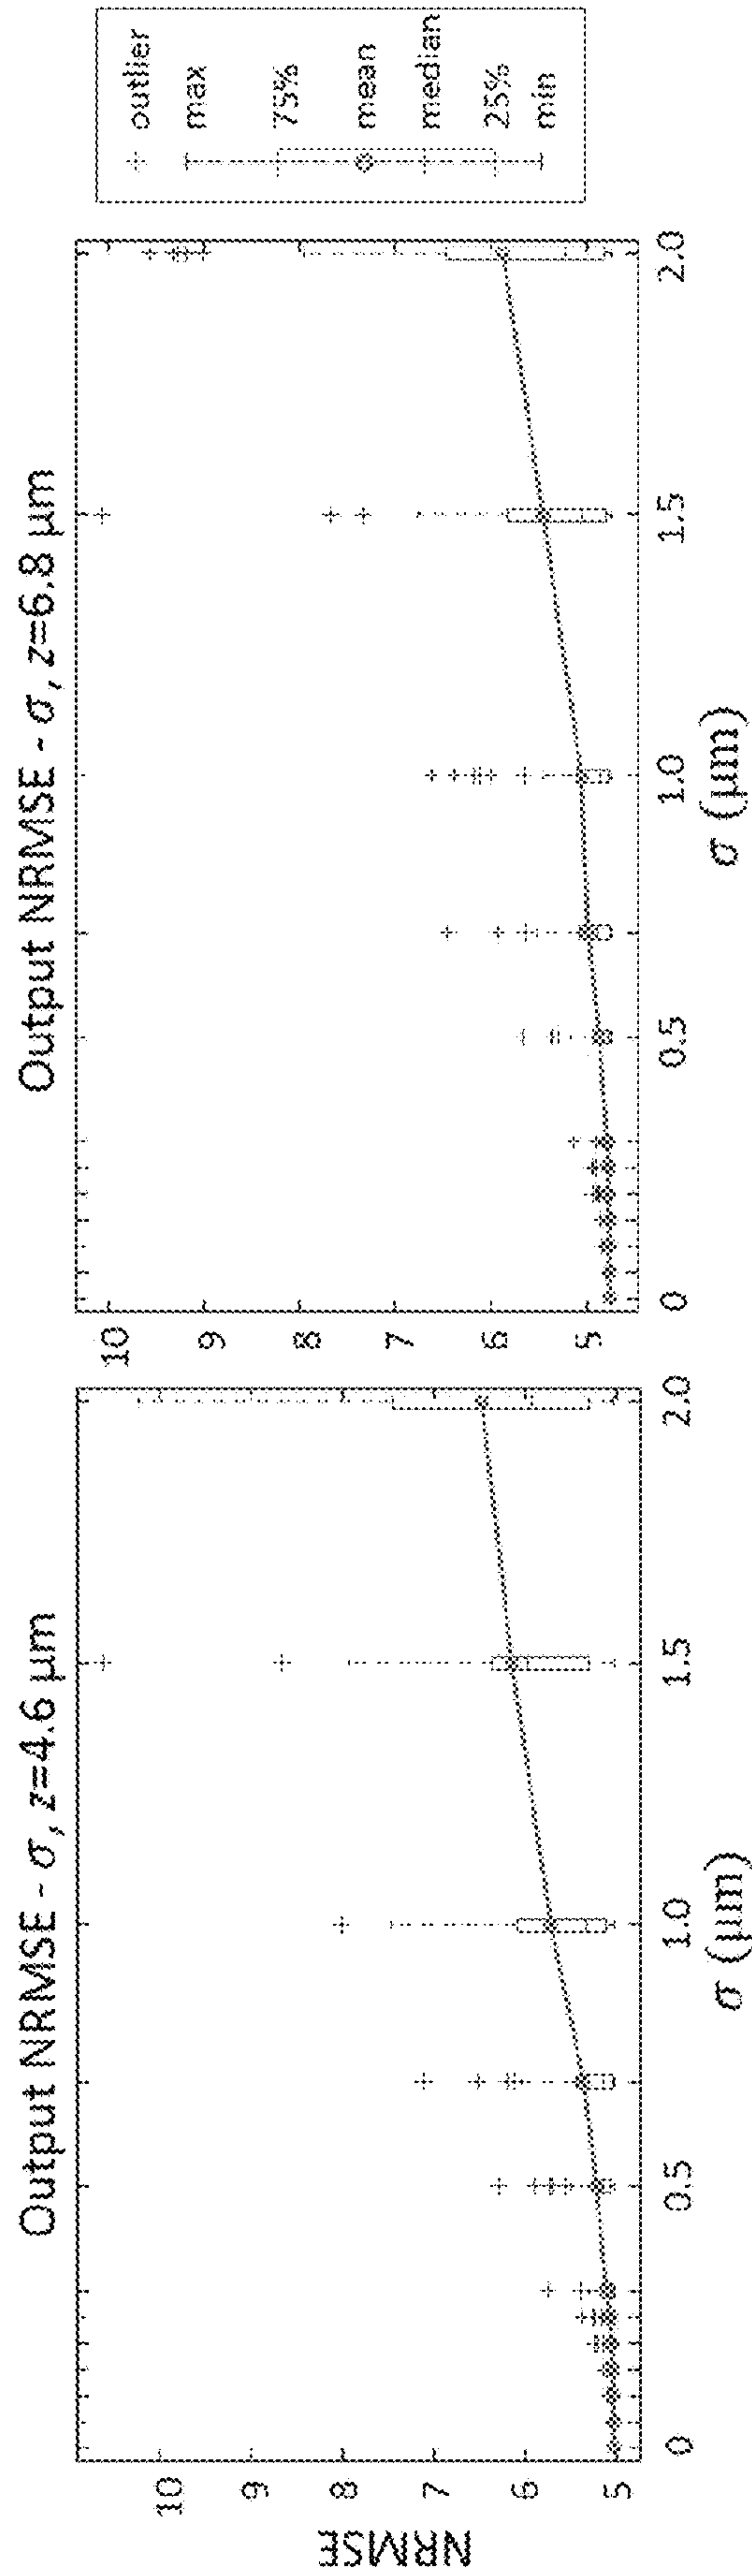 Output NRMSE - σ, z=4.6 μm
NRMSE
10
9
8
7
6
5
0
0.5
1.0
1.5
2.0
σ (μm)
Output NRMSE - σ, z=6.8 μm
10
9
8
7
6
5
0
0.5
1.0
1.5
2.0
σ (μm)
outlier
max
75%
mean
median
25%
min